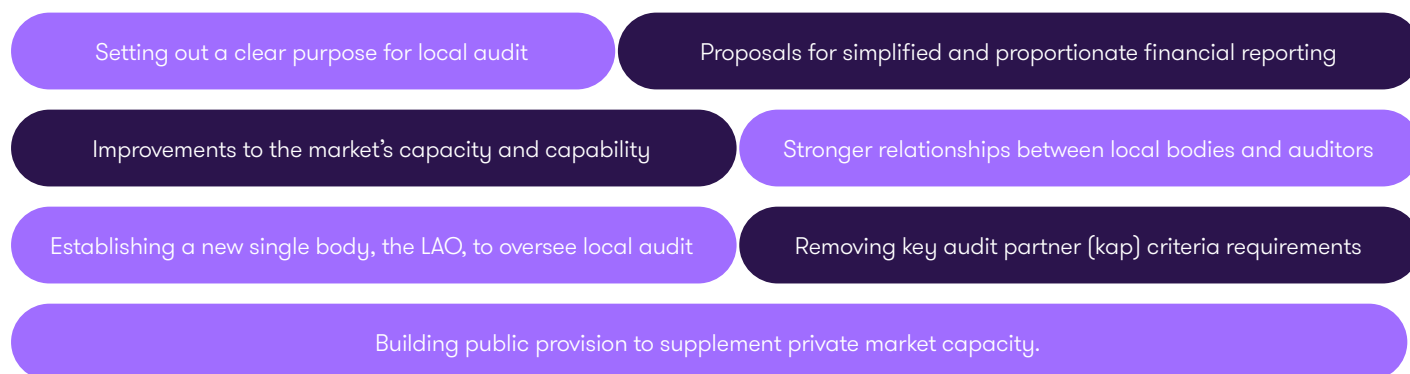 Setting out a clear purpose for local audit
Proposals for simplified and proportionate financial reporting
Improvements to the market’s capacity and capability
Stronger relationships between local bodies and auditors
Establishing a new single body, the LAO, to oversee local audit
Removing key audit partner (kap) criteria requirements
Building public provision to supplement private market capacity.